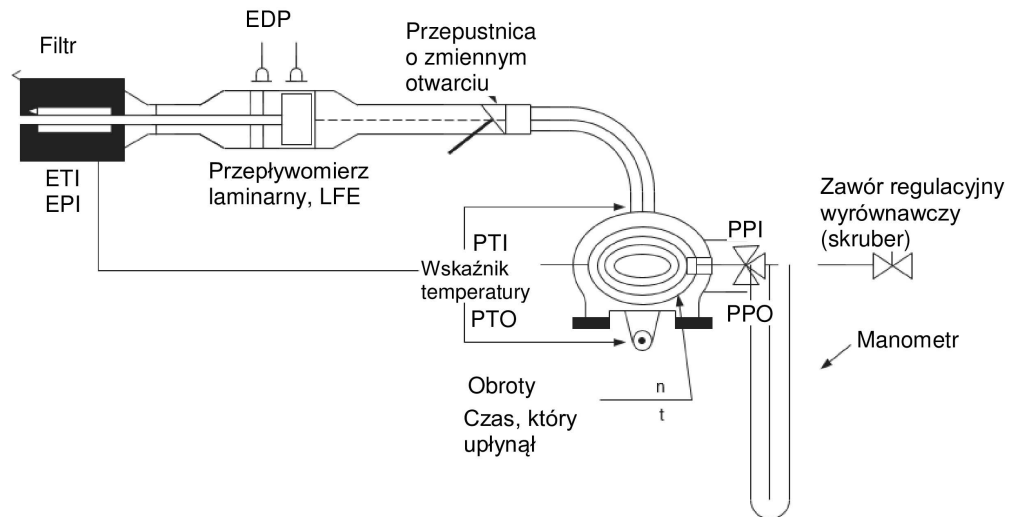 EDP
Filtr
Przepustnica
o zmiennym
otwarciu
Przepływomierz
laminarny, LFE
ETI
EPI
Zawór regulacyjny
wyrównawczy
(skruber)
PPI
PTI
Wskaźnik
temperatury
PTO
PPO
Manometr
Obroty
n
Czas, który
upłynął
t